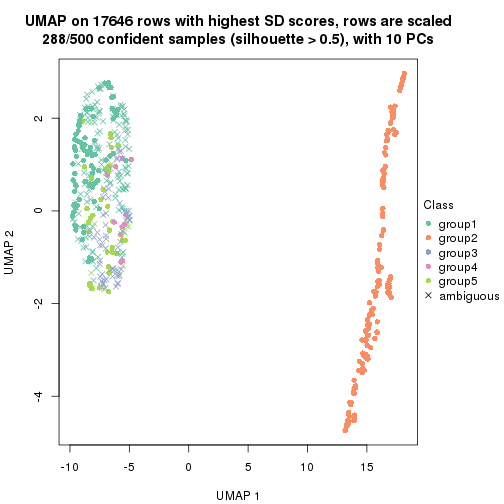 UMAP on 17646 rows with highest SD scores, rows are scaled
288/500 confident samples (silhouette > 0.5), with 10 PCs
2
0
-2
-4
UMAP 2
-10
-5
0
5
10
15
UMAP 1
Class
group1
group2
group3
group4
group5
ambiguous